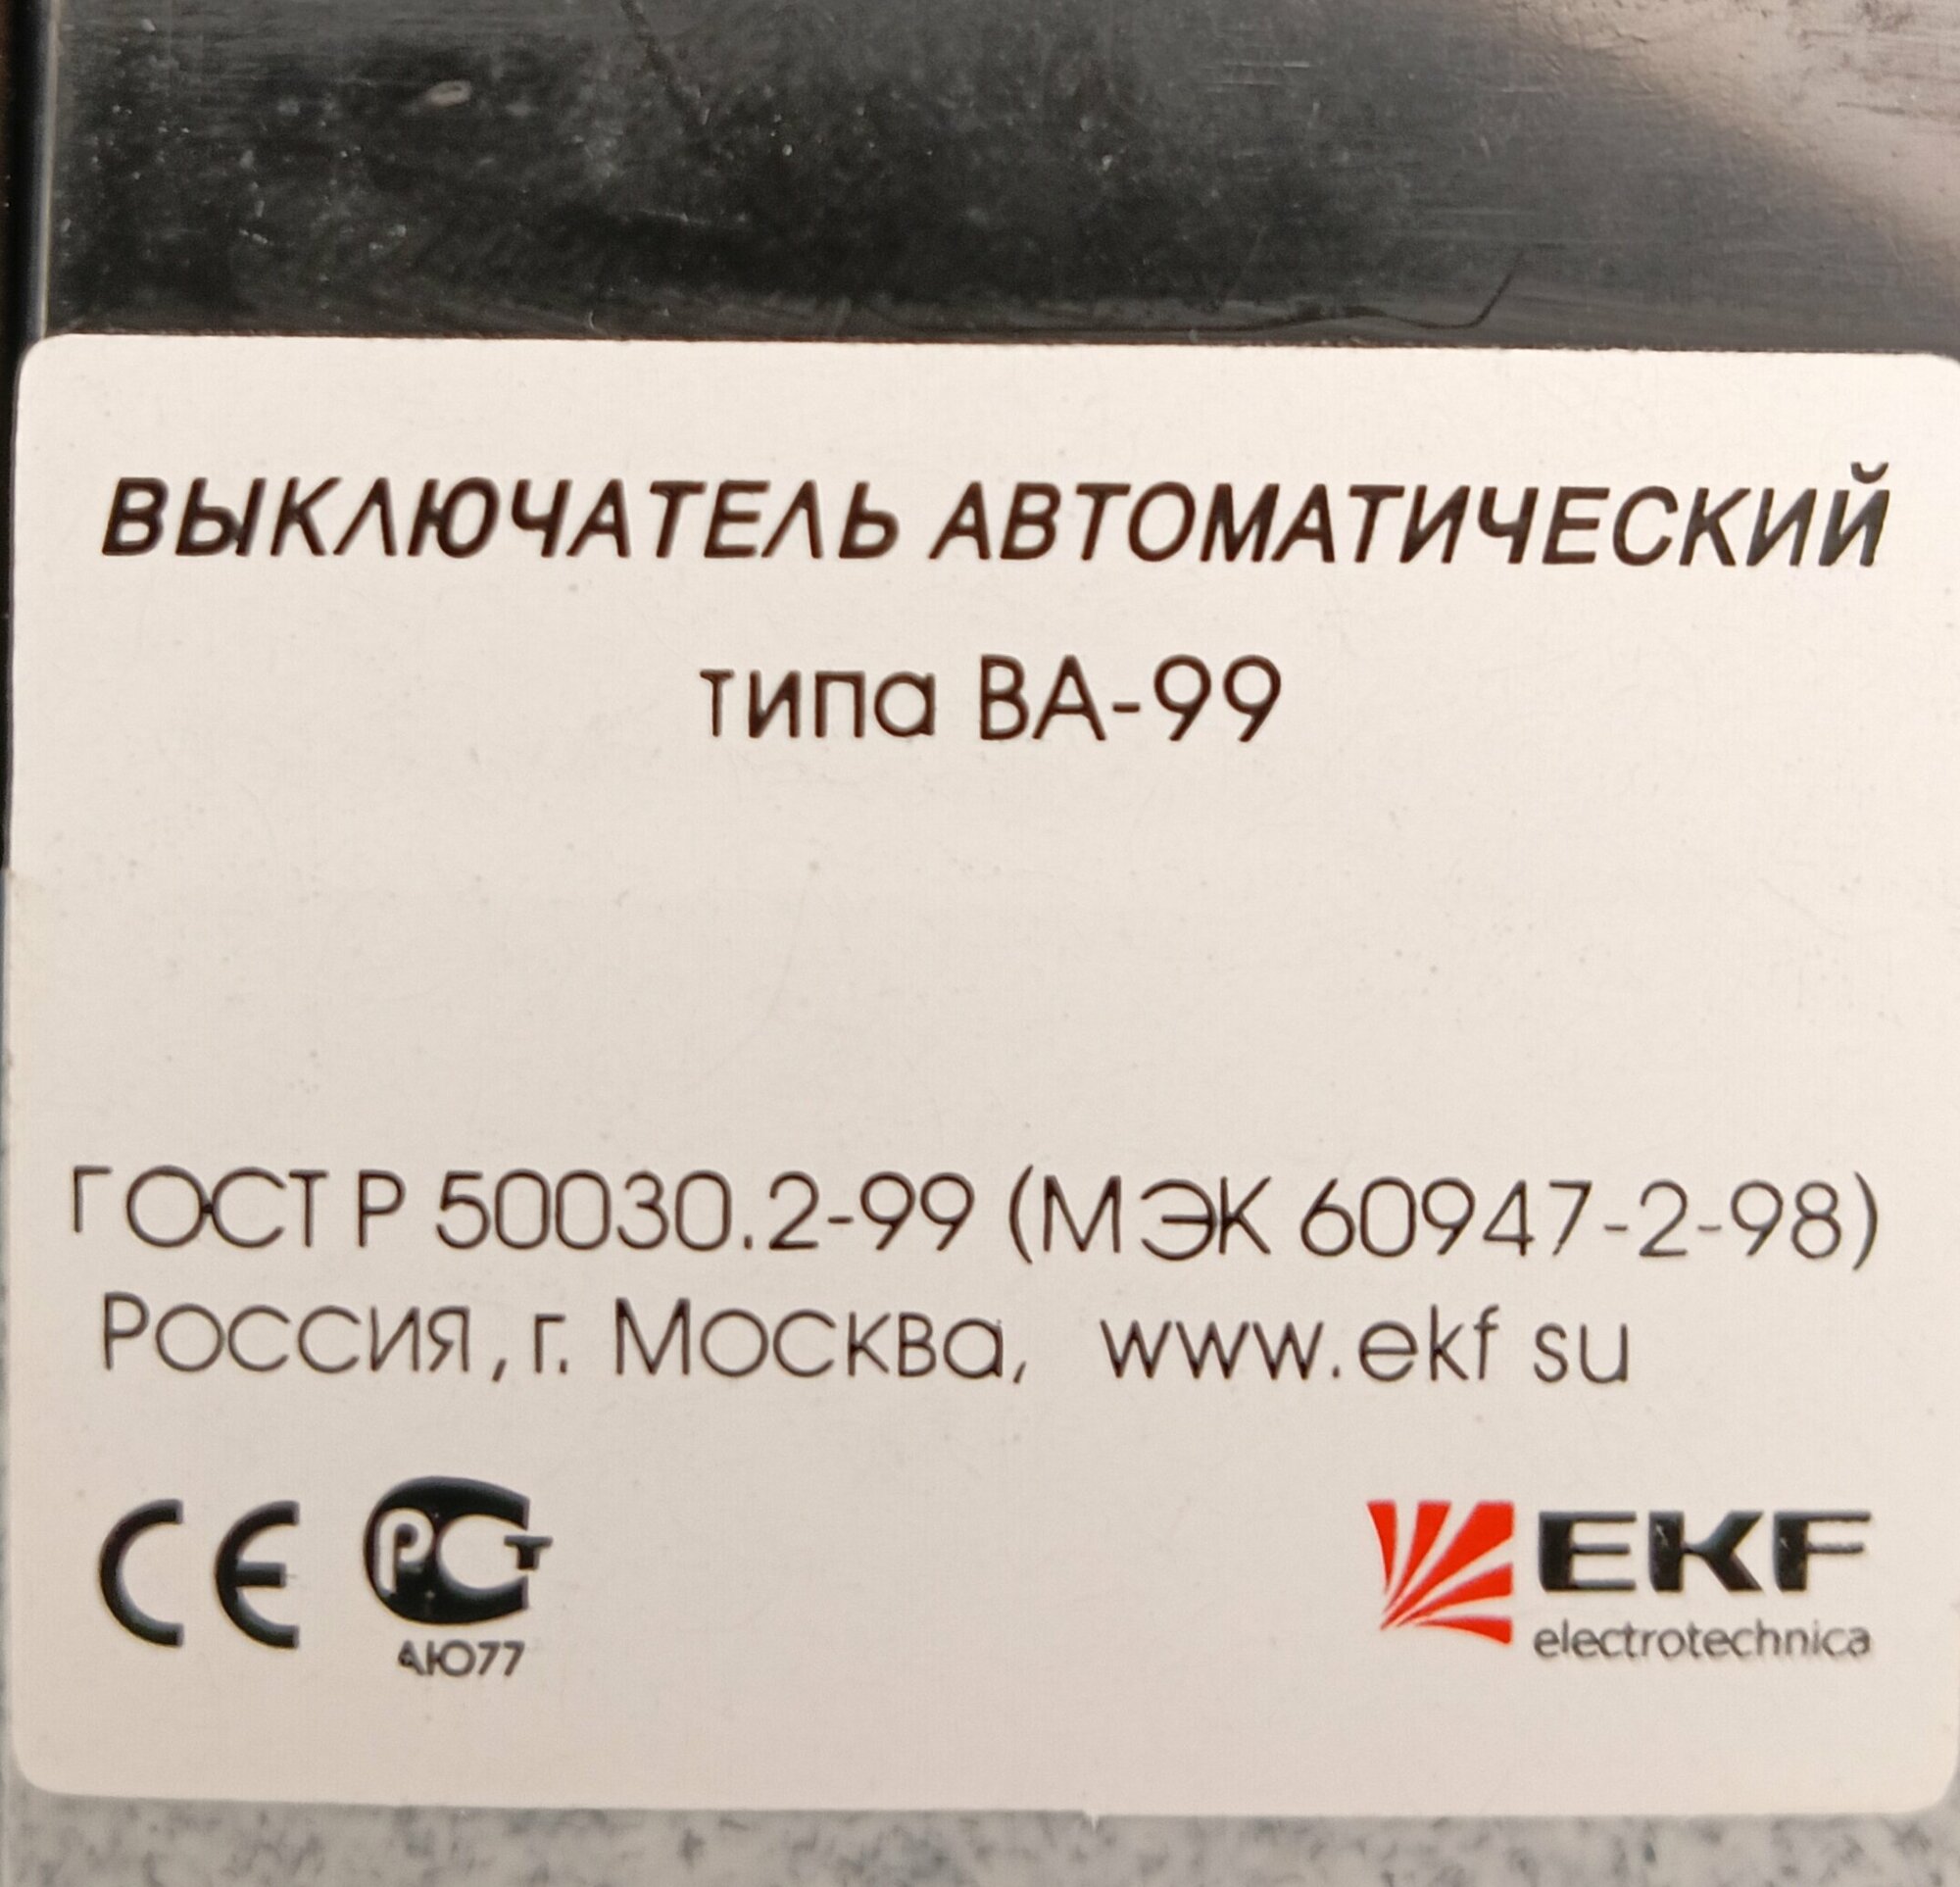 ВЫКЛЮЧАТЕЛЬ АВТОМАТИЧЕСКИЙ
типа ВА-99
ГОСТ Р 50030.2-99 (МЭК 60947-2-98)
Россия, г. Москва, www.ekf su
CE РСТ EKF
АЮ77 electrotechnica